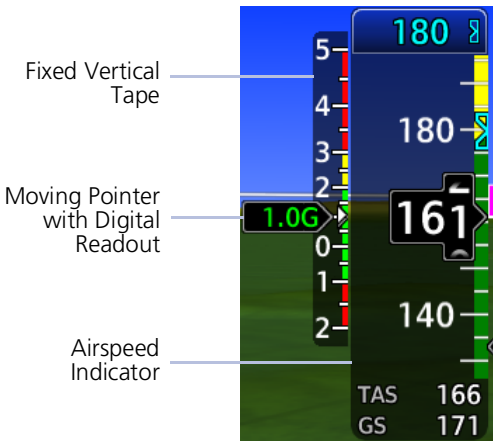 Fixed Vertical
Tape
Moving Pointer
with Digital
Readout
Airspeed
Indicator
180
5
4
3
2
1.0G
0
1
2
180
161
140
TAS 166
GS 171